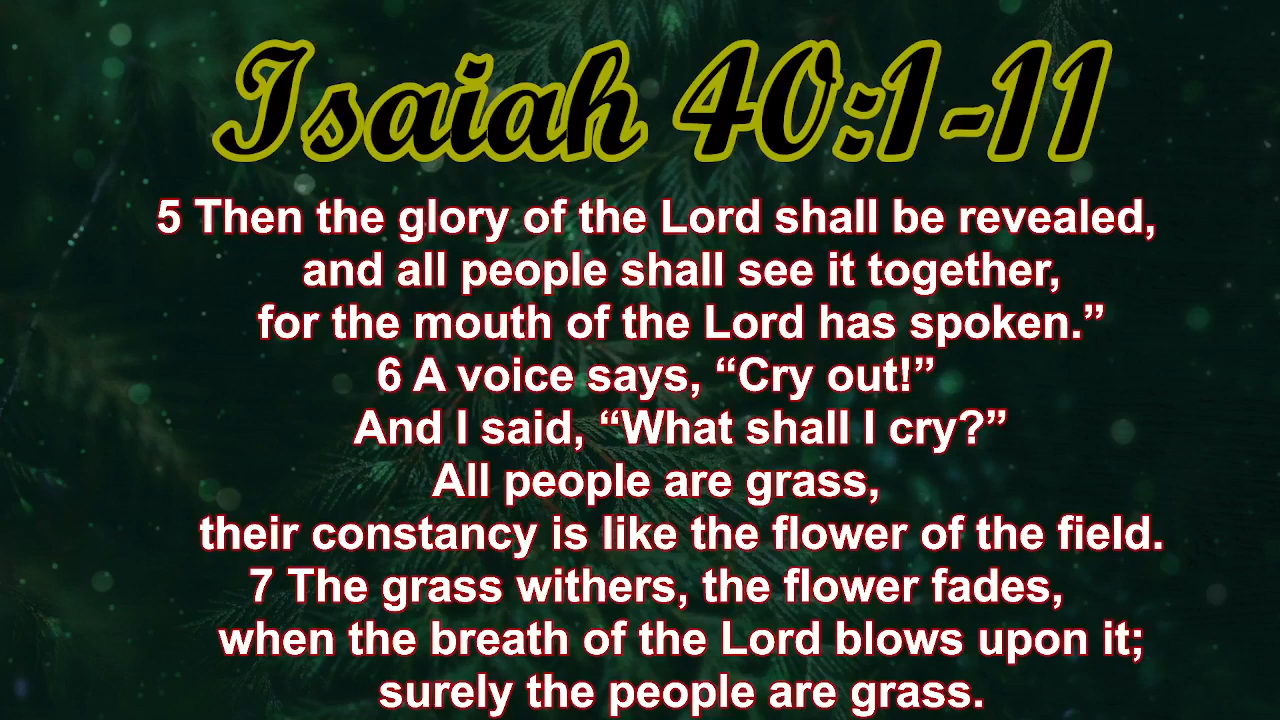 Isaiah 40:1-11
5 Then the glory of the Lord shall be revealed,
and all people shall see it together,
for the mouth of the Lord has spoken.”
6 A voice says, “Cry out!”
And I said, “What shall I cry?”
All people are grass,
their constancy is like the flower of the field.
7 The grass withers, the flower fades,
when the breath of the Lord blows upon it;
surely the people are grass.